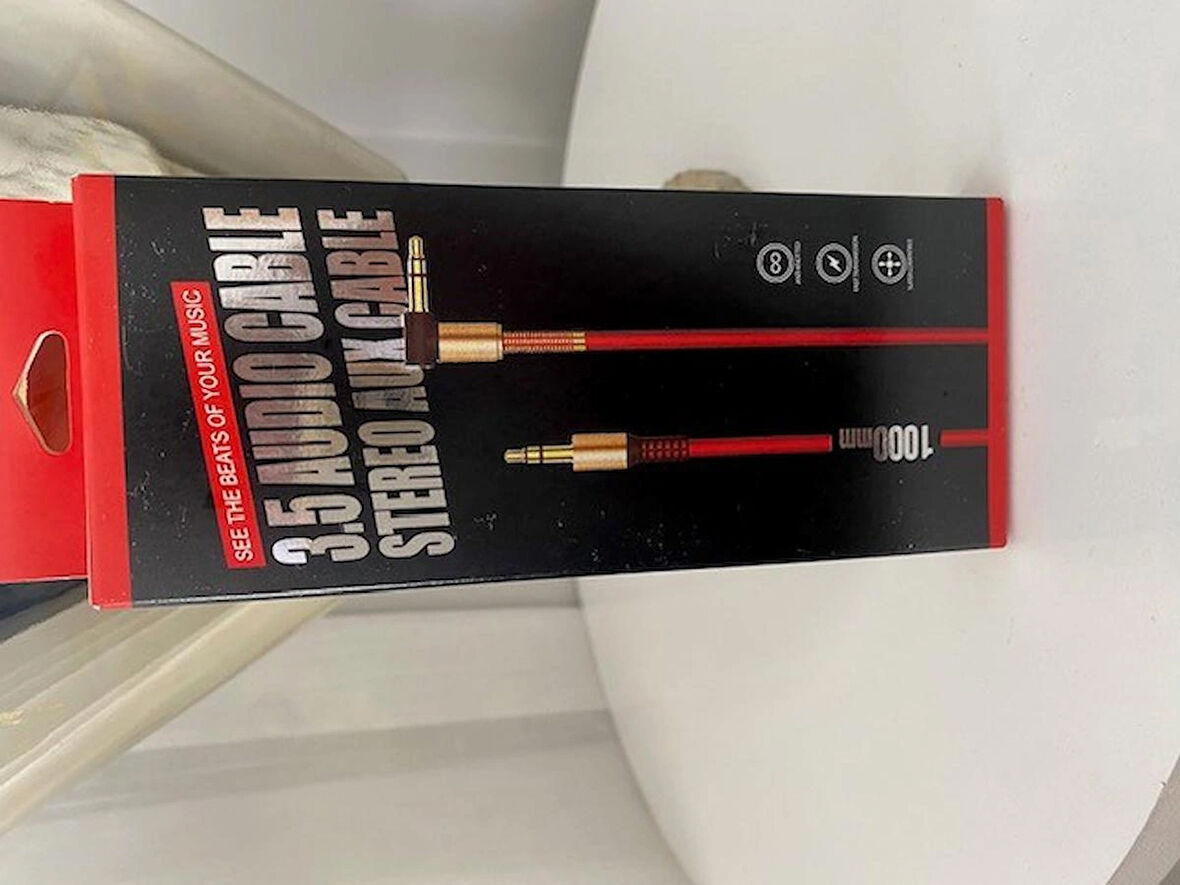 SEE THE BEATS OF YOUR MUSIC
3.5 AUDIO CABLE
STEREO AUX CABLE
1000mm